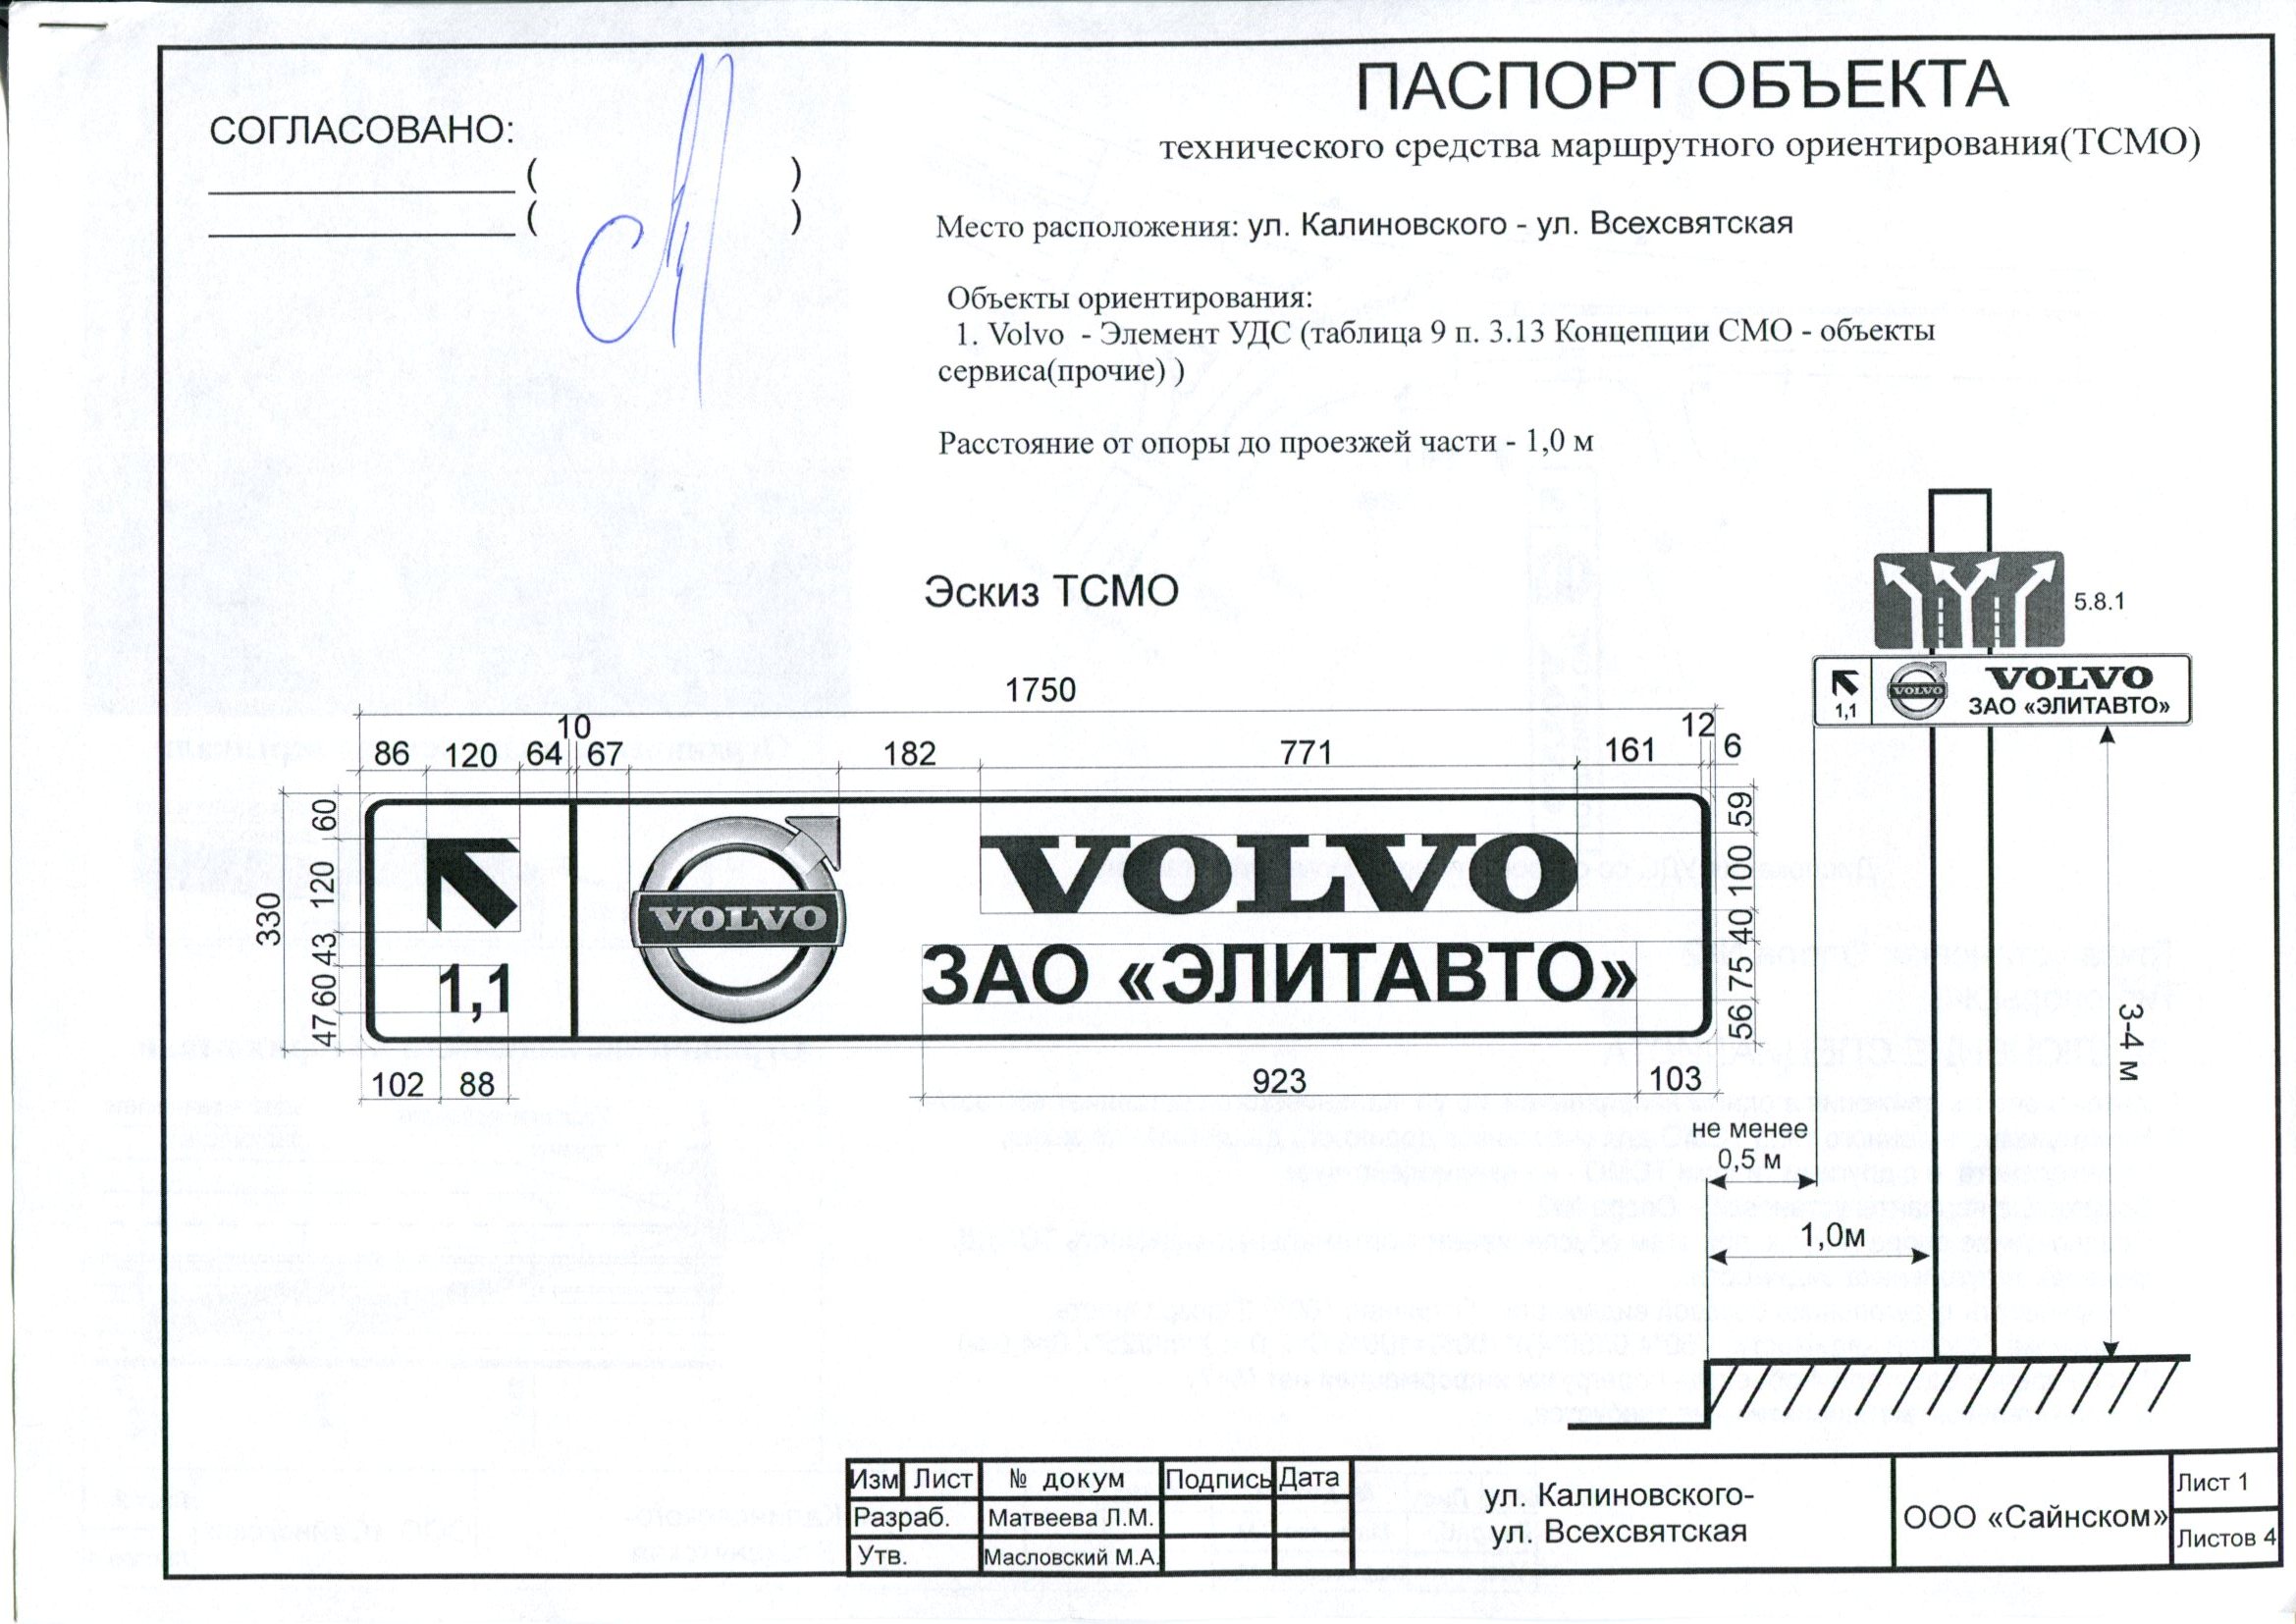 ПАСПОРТ ОБЪЕКТА
технического средства маршрутного ориентирования(ТСМО)
СОГЛАСОВАНО:
( )
( )
Место расположения: ул. Калиновского - ул. Всехсвятская
Объекты ориентирования:
1. Volvo - Элемент УДС (таблица 9 п. 3.13 Концепции СМО - объекты
сервиса(прочие) )
Расстояние от опоры до проезжей части - 1,0 м
Эскиз ТСМО
5.8.1
VOLVO
VOLVO
1,1
ЗАО «ЭЛИТАВТО»
1750
10
12
86 120 64 67 182 771 161 6
330
60
120
43
60
47
59
100
40
75
56
VOLVO
VOLVO
1,1
ЗАО «ЭЛИТАВТО»
102 88 923 103
3-4 м
не менее
0,5 м
1,0м
Изм Лист № докум Подпись Дата
Разраб. Матвеева Л.М.
Утв. Масловский М.А.
ул. Калиновского-
ул. Всехсвятская
ООО «Сайнском»
Лист 1
Листов 4